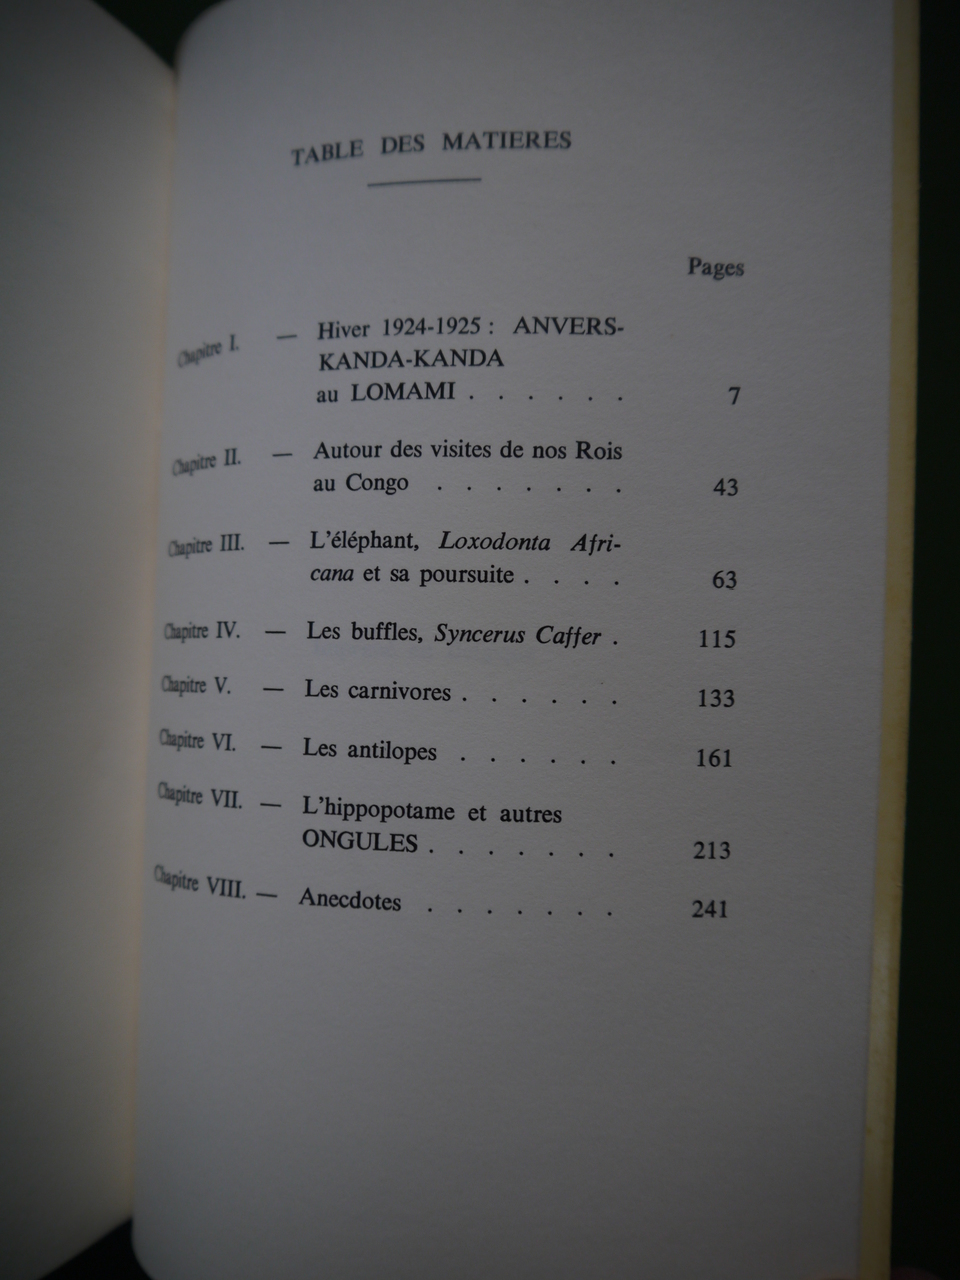 TABLE DES MATIERES
Pages
Chapitre I. — Hiver 1924-1925 : ANVERS-
KANDA-KANDA
au LOMAMI . . . . . . 7
Chapitre II. — Autour des visites de nos Rois
au Congo . . . . . . . 43
Chapitre III. — L'éléphant, Loxodonta Afri-
cana et sa poursuite . . . . 63
Chapitre IV. — Les buffles, Syncerus Caffer . 115
Chapitre V. — Les carnivores . . . . . . 133
Chapitre VI. — Les antilopes . . . . . . 161
Chapitre VII. — L'hippopotame et autres
ONGULES . . . . . . . 213
Chapitre VIII. — Anecdotes . . . . . . . 241